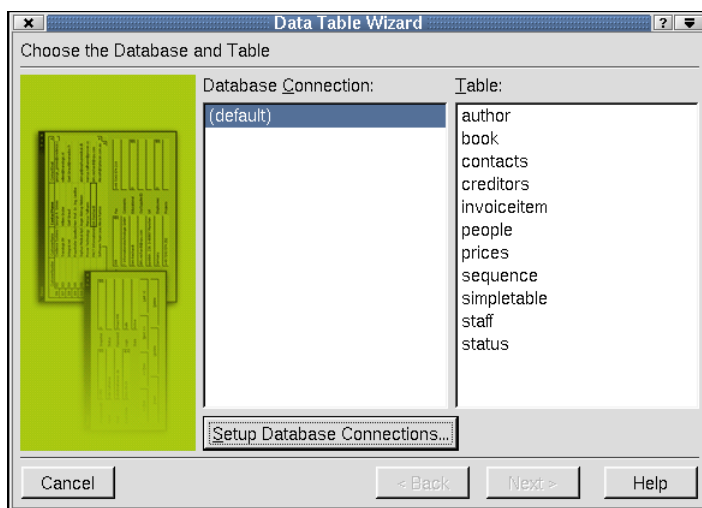 Data Table Wizard
?
Choose the Database and Table
Database Connection:
(default)
Table:
author
book
contacts
creditors
invoiceitem
people
prices
sequence
simpletable
staff
status
Setup Database Connections...
Cancel
< Back
Next >
Help